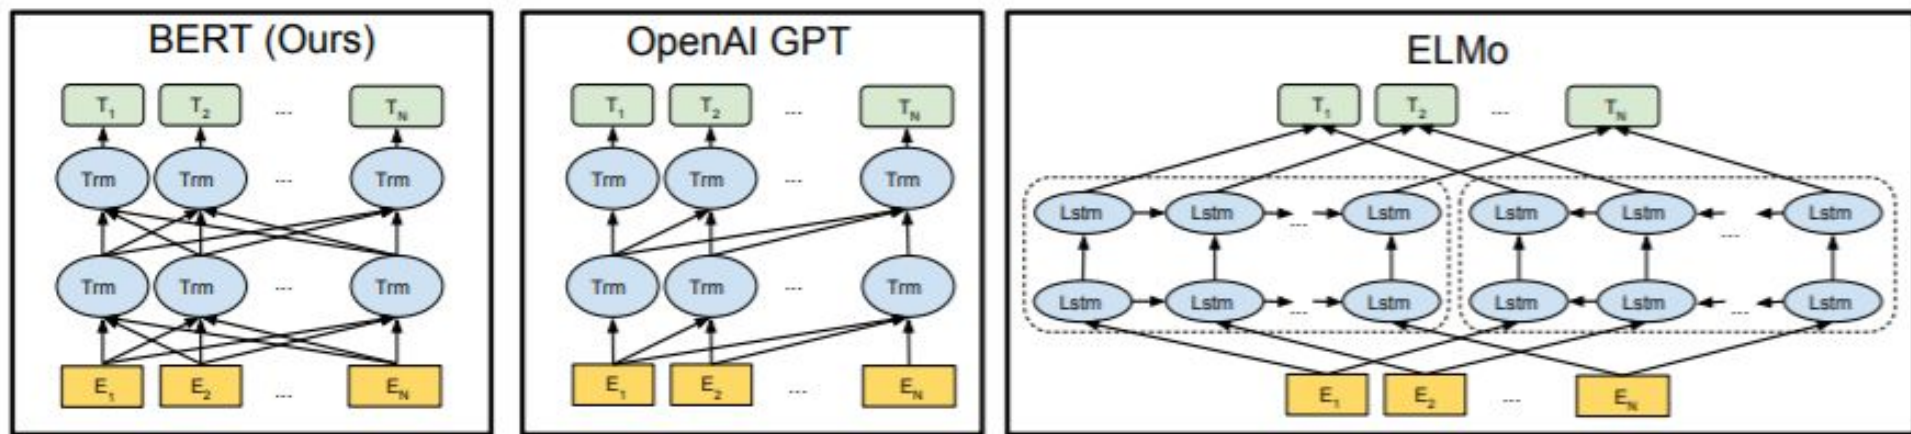 BERT (Ours)
T1 T2 ... TN
Trm Trm ... Trm
Trm Trm ... Trm
E1 E2 ... EN
OpenAI GPT
T1 T2 ... TN
Trm Trm ... Trm
Trm Trm ... Trm
E1 E2 ... EN
ELMo
T1 T2 ... TN
Lstm Lstm ... Lstm Lstm Lstm ... Lstm
Lstm Lstm ... Lstm Lstm Lstm ... Lstm
E1 E2 ... EN